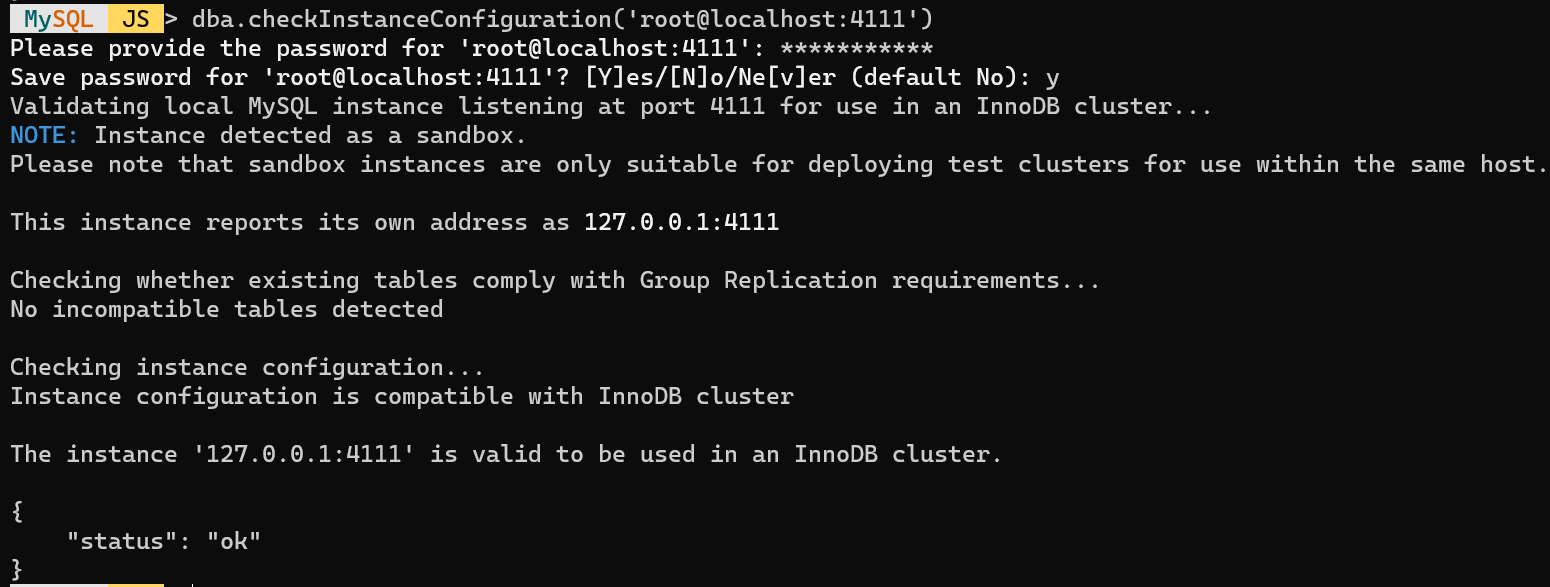 MySQL JS > dba.checkInstanceConfiguration('root@localhost:4111')
Please provide the password for 'root@localhost:4111': ***********
Save password for 'root@localhost:4111'? [Y]es/[N]o/Ne[v]er (default No): y
Validating local MySQL instance listening at port 4111 for use in an InnoDB cluster...
NOTE: Instance detected as a sandbox.
Please note that sandbox instances are only suitable for deploying test clusters for use within the same host.
This instance reports its own address as 127.0.0.1:4111
Checking whether existing tables comply with Group Replication requirements...
No incompatible tables detected
Checking instance configuration...
Instance configuration is compatible with InnoDB cluster
The instance '127.0.0.1:4111' is valid to be used in an InnoDB cluster.
{
    "status": "ok"
}